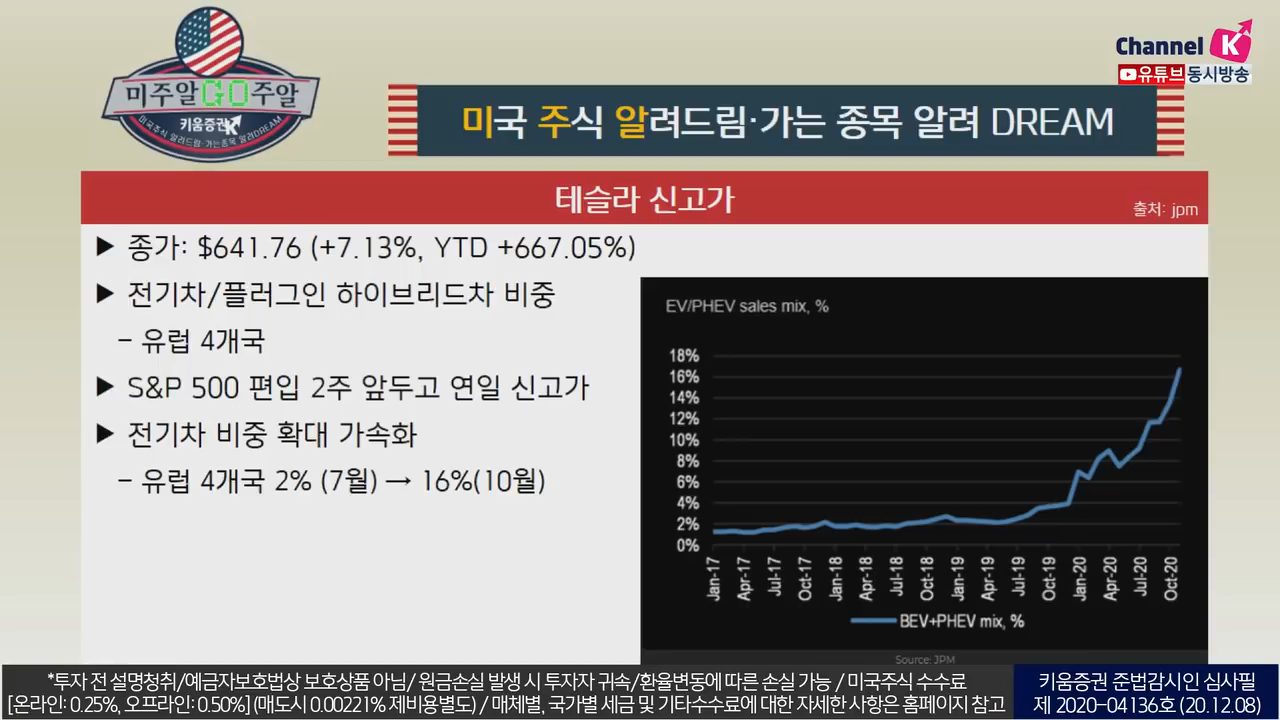 미주알GO주알
키움증권K
미국주식 알려드림·가는종목 알려DREAM
Channel K
유튜브 동시방송
미국 주식 알려드림·가는 종목 알려 DREAM
테슬라 신고가
출처: jpm
▶ 종가: $641.76 (+7.13%, YTD +667.05%)
▶ 전기차/플러그인 하이브리드차 비중
– 유럽 4개국
▶ S&P 500 편입 2주 앞두고 연일 신고가
▶ 전기차 비중 확대 가속화
– 유럽 4개국 2% (7월) → 16%(10월)
EV/PHEV sales mix, %
18%
16%
14%
12%
10%
8%
6%
4%
2%
0%
Jan-17 Apr-17 Jul-17 Oct-17 Jan-18 Apr-18 Jul-18 Oct-18 Jan-19 Apr-19 Jul-19 Oct-19 Jan-20 Apr-20 Jul-20 Oct-20
BEV+PHEV mix, %
Source: JPM
*투자 전 설명청취/예금자보호법상 보호상품 아님/ 원금손실 발생 시 투자자 귀속/환율변동에 따른 손실 가능 / 미국주식 수수료
[온라인: 0.25%, 오프라인: 0.50%] (매도시 0.00221% 제비용별도) / 매체별, 국가별 세금 및 기타수수료에 대한 자세한 사항은 홈페이지 참고
키움증권 준법감시인 심사필
제 2020-04136호 (20.12.08)